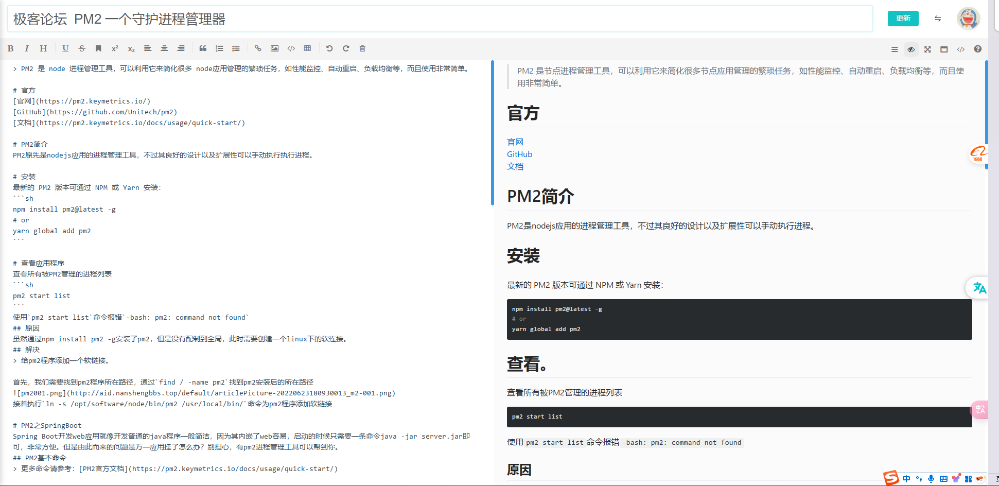 极客论坛 PM2 一个守护进程管理器
更新
B I H U S x² x₂
> PM2 是 node 进程管理工具，可以利用它来简化很多 node应用管理的繁琐任务，如性能监控、自动重启、负载均衡等，而且使用非常简单。
# 官方
[官网](https://pm2.keymetrics.io/)
[GitHub](https://github.com/Unitech/pm2)
[文档](https://pm2.keymetrics.io/docs/usage/quick-start/)
# PM2简介
PM2原先是nodejs应用的进程管理工具，不过其良好的设计以及扩展性可以手动执行执行进程。
# 安装
最新的 PM2 版本可通过 NPM 或 Yarn 安装：
```sh
npm install pm2@latest -g
# or
yarn global add pm2
```
# 查看应用程序
查看所有被PM2管理的进程列表
```sh
pm2 start list
```
使用`pm2 start list`命令报错`-bash: pm2: command not found`
## 原因
虽然通过npm install pm2 -g安装了pm2，但是没有配制到全局，此时需要创建一个linux下的软连接。
## 解决
> 给pm2程序添加一个软链接。
首先，我们需要找到pm2程序所在路径，通过`find / -name pm2`找到pm2安装后的所在路径
![pm2001.png](http://aid.nanshengbbs.top/default/articlePicture-20220623180930013_m2-001.png)
接着执行`ln -s /opt/software/node/bin/pm2 /usr/local/bin/`命令为pm2程序添加软链接
# PM2之SpringBoot
Spring Boot开发web应用就像开发普通的java程序一般简洁，因为其内嵌了web容易，启动的时候只需要一条命令java -jar server.jar即
可，非常方便。但是由此而来的问题是万一应用挂了怎么办？别担心，有pm2进程管理工具可以帮到你。
## PM2基本命令
> 更多命令请参考：[PM2官方文档](https://pm2.keymetrics.io/docs/usage/quick-start/)
PM2 是节点进程管理工具，可以利用它来简化很多节点应用管理的繁琐任务，如性能监控、自动重启、负载均衡等，而且使
用非常简单。
官方
官网
GitHub
文档
PM2简介
PM2是nodejs应用的进程管理工具，不过其良好的设计以及扩展性可以手动执行进程。
安装
最新的 PM2 版本可通过 NPM 或 Yarn 安装：
npm install pm2@latest -g
# or
yarn global add pm2
查看。
查看所有被PM2管理的进程列表
pm2 start list
使用 pm2 start list 命令报错 -bash: pm2: command not found
原因
1688
文A
中A
S 中